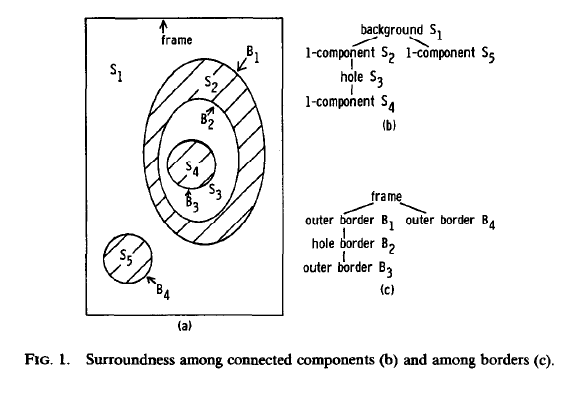 frame
S1
B1
S2
B2
S4
S3
B3
S5
B4
(a)
background S1
1-component S2 1-component S5
hole S3
1-component S4
(b)
frame
outer border B1 outer border B4
hole border B2
outer border B3
(c)
FIG. 1. Surroundness among connected components (b) and among borders (c).